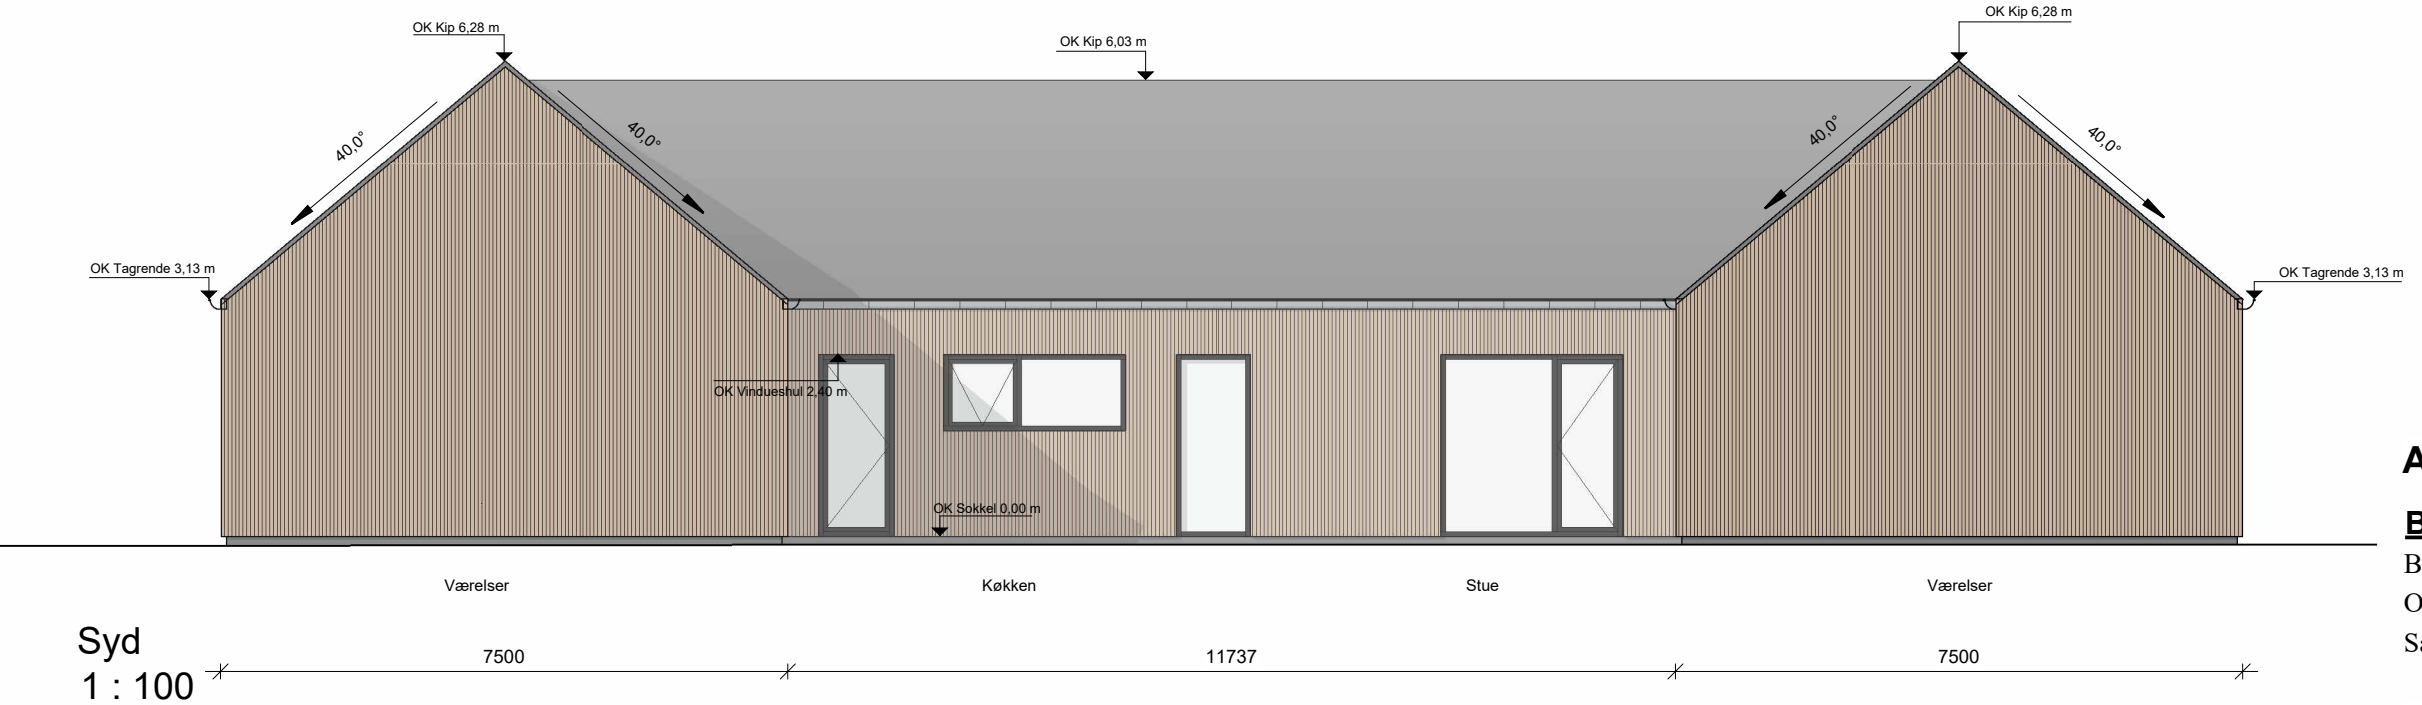 OK Kip 6,28 m
OK Kip 6,03 m
OK Kip 6,28 m
40,0°
40,0°
40,0°
40,0°
OK Tagrende 3,13 m
OK Tagrende 3,13 m
OK Vindueshul 2,40 m
OK Sokkel 0,00 m
A
B
B
O
Sa
Værelser
Køkken
Stue
Værelser
Syd
1 : 100
7500
11737
7500